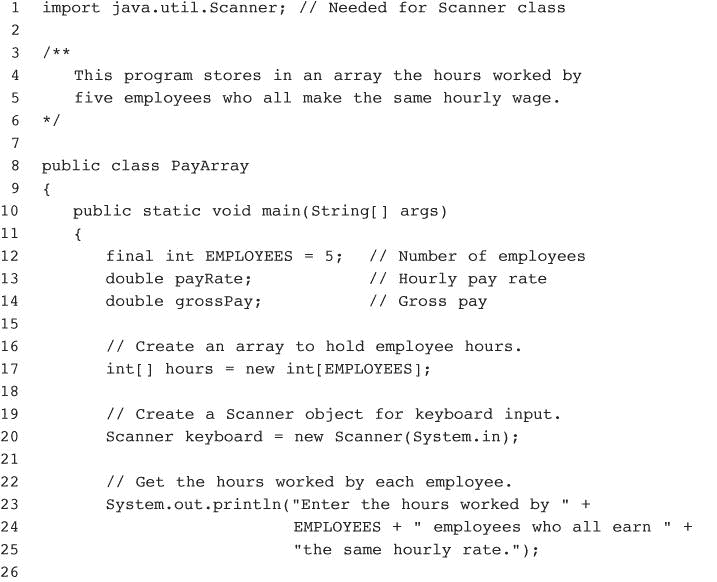 1 import java.util.Scanner; // Needed for Scanner class
2
3 /**
4    This program stores in an array the hours worked by
5    five employees who all make the same hourly wage.
6 */
7
8 public class PayArray
9 {
10    public static void main(String[] args)
11    {
12       final int EMPLOYEES = 5;  // Number of employees
13       double payRate;           // Hourly pay rate
14       double grossPay;          // Gross pay
15
16       // Create an array to hold employee hours.
17       int[] hours = new int[EMPLOYEES];
18
19       // Create a Scanner object for keyboard input.
20       Scanner keyboard = new Scanner(System.in);
21
22       // Get the hours worked by each employee.
23       System.out.println("Enter the hours worked by " +
24                          EMPLOYEES + " employees who all earn " +
25                          "the same hourly rate.");
26